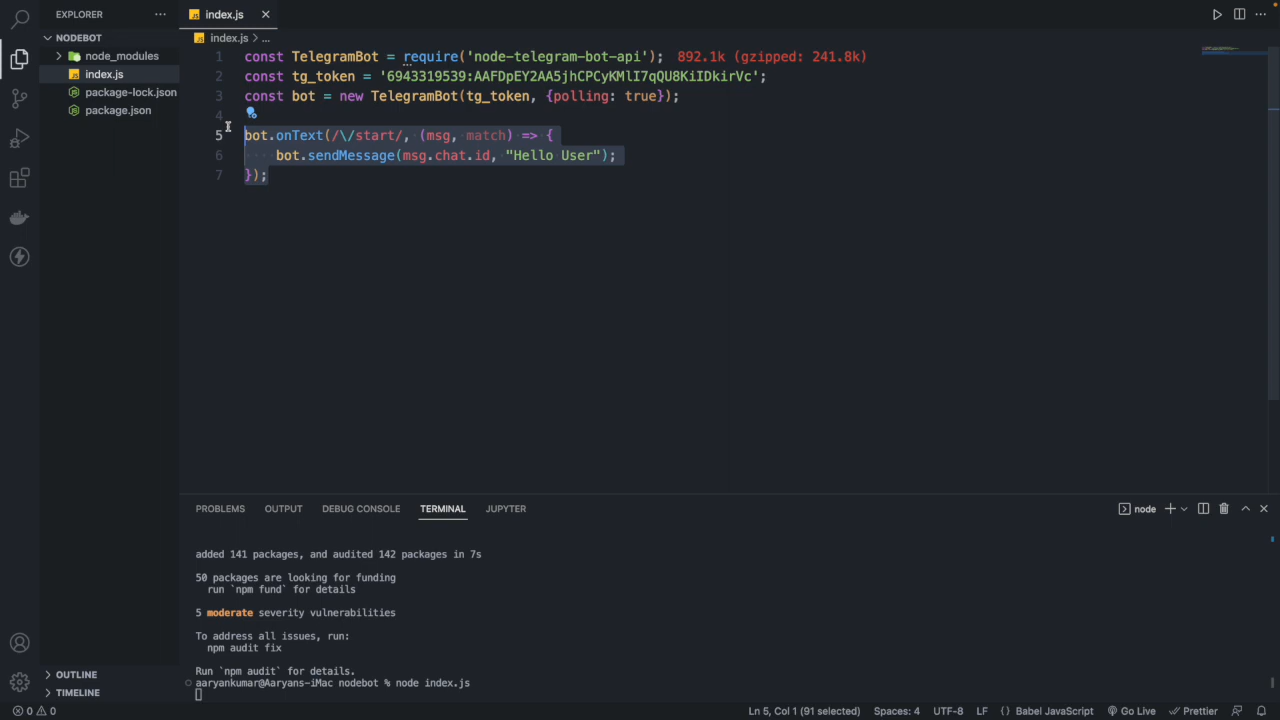 EXPLORER
index.js
NODEBOT
node_modules
index.js
package-lock.json
package.json
index.js > ...
1 const TelegramBot = require('node-telegram-bot-api'); 892.1k (gzipped: 241.8k)
2 const tg_token = '6943319539:AAFDpEY2AA5jhCPCyKMlI7qQU8KiIDkirVc';
3 const bot = new TelegramBot(tg_token, {polling: true});
4
5 bot.onText(/\/start/, (msg, match) => {
6 bot.sendMessage(msg.chat.id, "Hello User");
7 });
PROBLEMS OUTPUT DEBUG CONSOLE TERMINAL JUPYTER
node
added 141 packages, and audited 142 packages in 7s
50 packages are looking for funding
run `npm fund` for details
5 moderate severity vulnerabilities
To address all issues, run:
npm audit fix
Run `npm audit` for details.
aaryankumar@Aaryans-iMac nodebot % node index.js
OUTLINE
TIMELINE
0 0 Ln 5, Col 1 (91 selected) Spaces: 4 UTF-8 LF {} Babel JavaScript Go Live Prettier